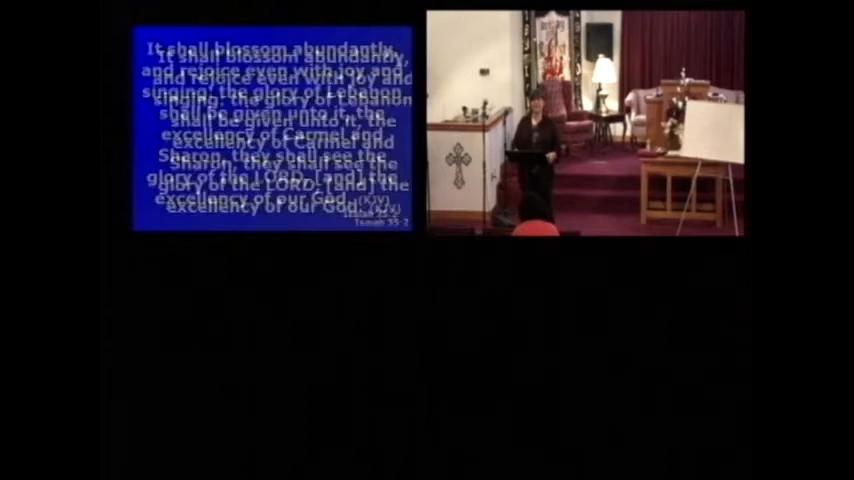 It shall blossom abundantly,
and rejoice even with joy and
singing: the glory of Lebanon
shall be given unto it, the
excellency of Carmel and
Sharon, they shall see the
glory of the LORD, [and] the
excellency of our God. (KJV)
Isaiah 35-2